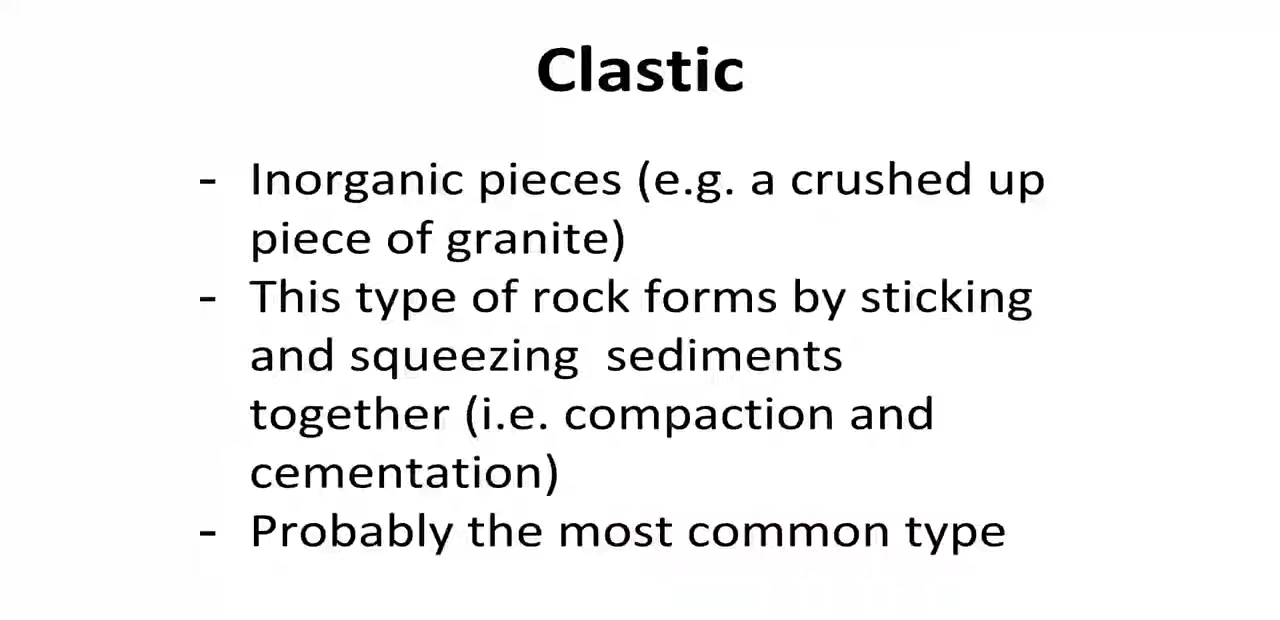 Clastic
- Inorganic pieces (e.g. a crushed up
piece of granite)
- This type of rock forms by sticking
and squeezing  sediments
together (i.e. compaction and
cementation)
- Probably the most common type